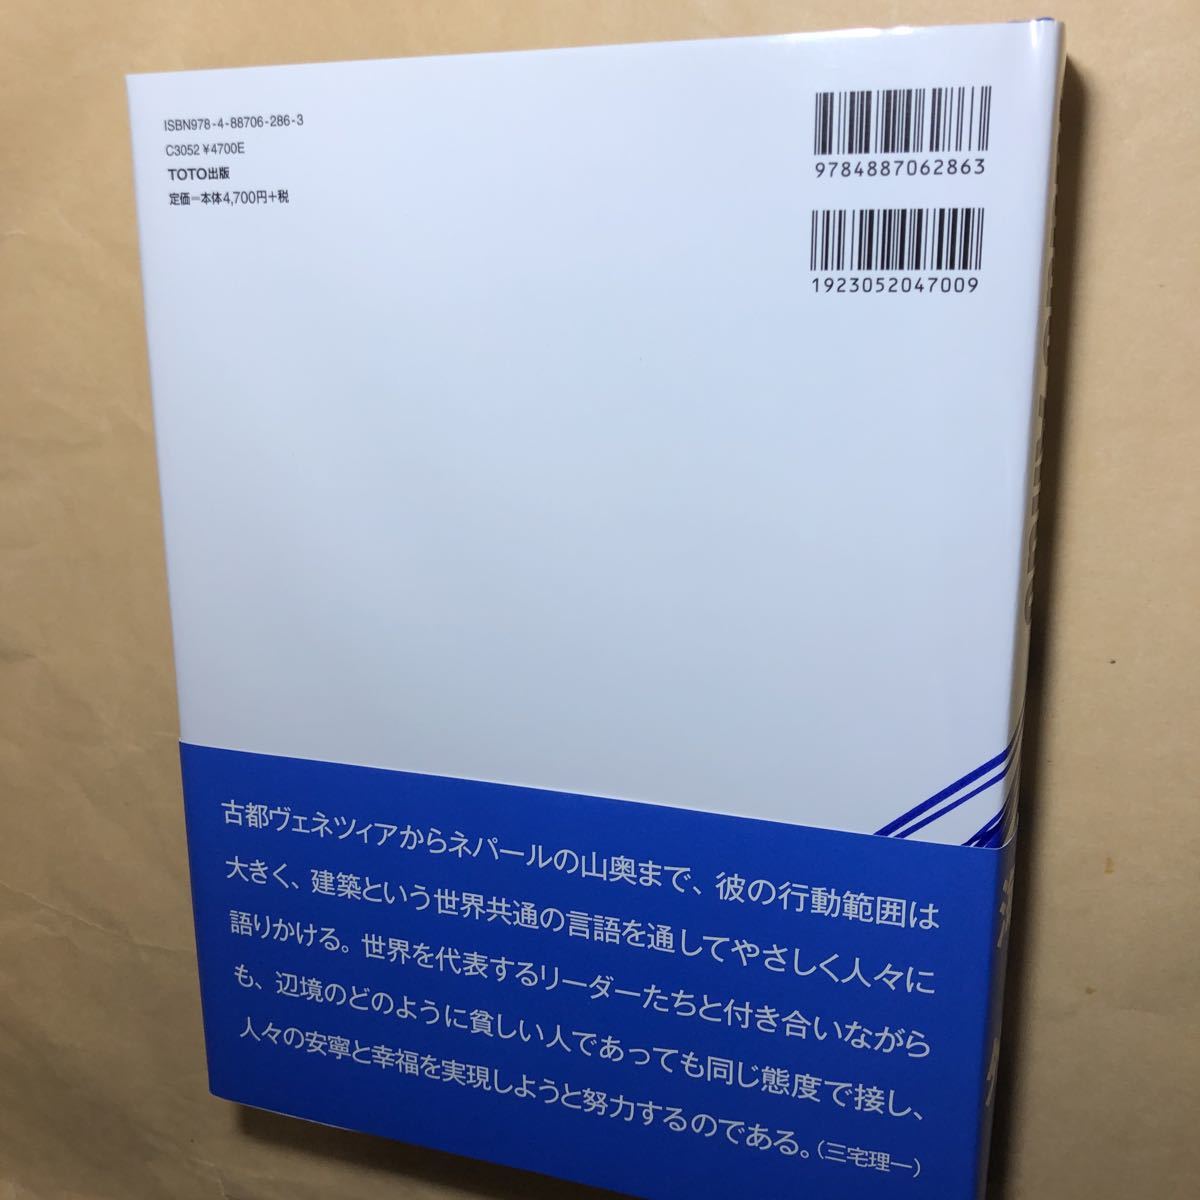 ISBN978-4-88706-286-3
C3052 ¥4700E
TOTO出版
定価=本体4,700円+税
9784887062863
1923052047009
古都ヴェネツィアからネパールの山奥まで、彼の行動範囲は
大きく、建築という世界共通の言語を通してやさしく人々に
語りかける。世界を代表するリーダーたちと付き合いながら
も、辺境のどのように貧しい人であっても同じ態度で接し、
人々の安寧と幸福を実現しようと努力するのである。(三宅理一)